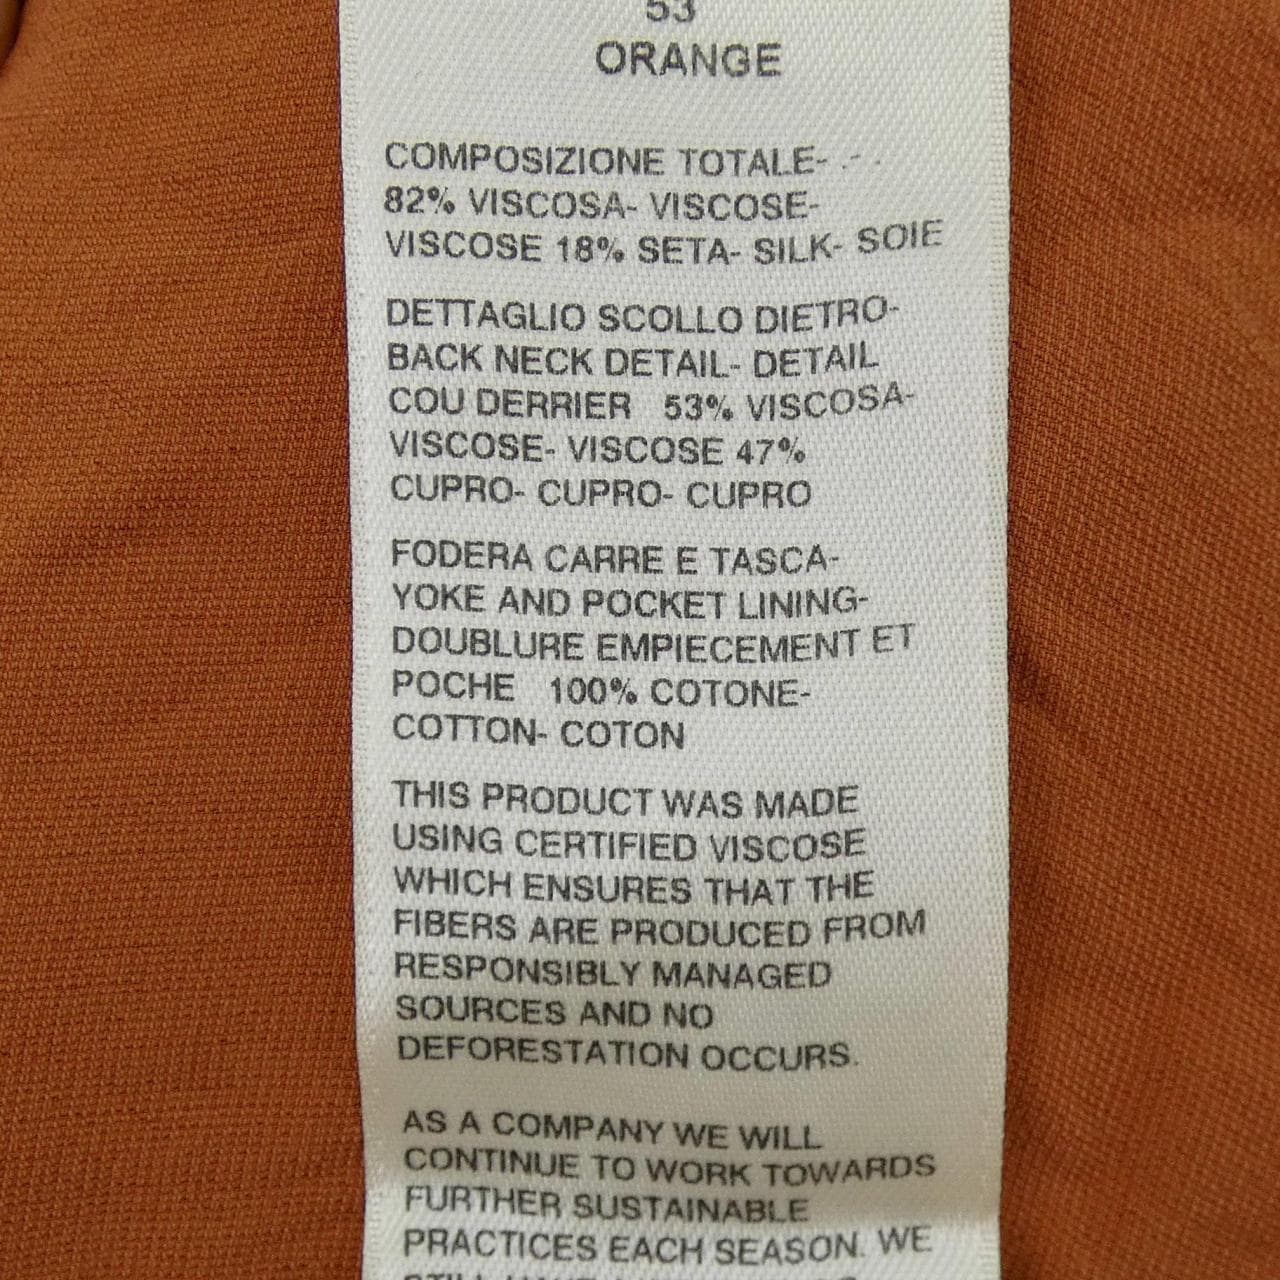 53
ORANGE
COMPOSIZIONE TOTALE-
82% VISCOSA- VISCOSE-
VISCOSE 18% SETA- SILK- SOIE
DETTAGLIO SCOLLO DIETRO-
BACK NECK DETAIL- DETAIL
COU DERRIER 53% VISCOSA-
VISCOSE- VISCOSE 47%
CUPRO- CUPRO- CUPRO
FODERA CARRE E TASCA-
YOKE AND POCKET LINING-
DOUBLURE EMPIECEMENT ET
POCHE 100% COTONE-
COTTON- COTON
THIS PRODUCT WAS MADE
USING CERTIFIED VISCOSE
WHICH ENSURES THAT THE
FIBERS ARE PRODUCED FROM
RESPONSIBLY MANAGED
SOURCES AND NO
DEFORESTATION OCCURS.
AS A COMPANY WE WILL
CONTINUE TO WORK TOWARDS
FURTHER SUSTAINABLE
PRACTICES EACH SEASON. WE